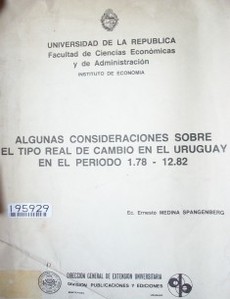 UNIVERSIDAD DE LA REPUBLICA
Facultad de Ciencias Económicas
y de Administración
INSTITUTO DE ECONOMIA
ALGUNAS CONSIDERACIONES SOBRE
EL TIPO REAL DE CAMBIO EN EL URUGUAY
EN EL PERIODO 1.78 - 12.82
195929
Ec. Ernesto MEDINA SPANGENBERG
DIRECCION GENERAL DE EXTENSION UNIVERSITARIA
DIVISION PUBLICACIONES Y EDICIONES